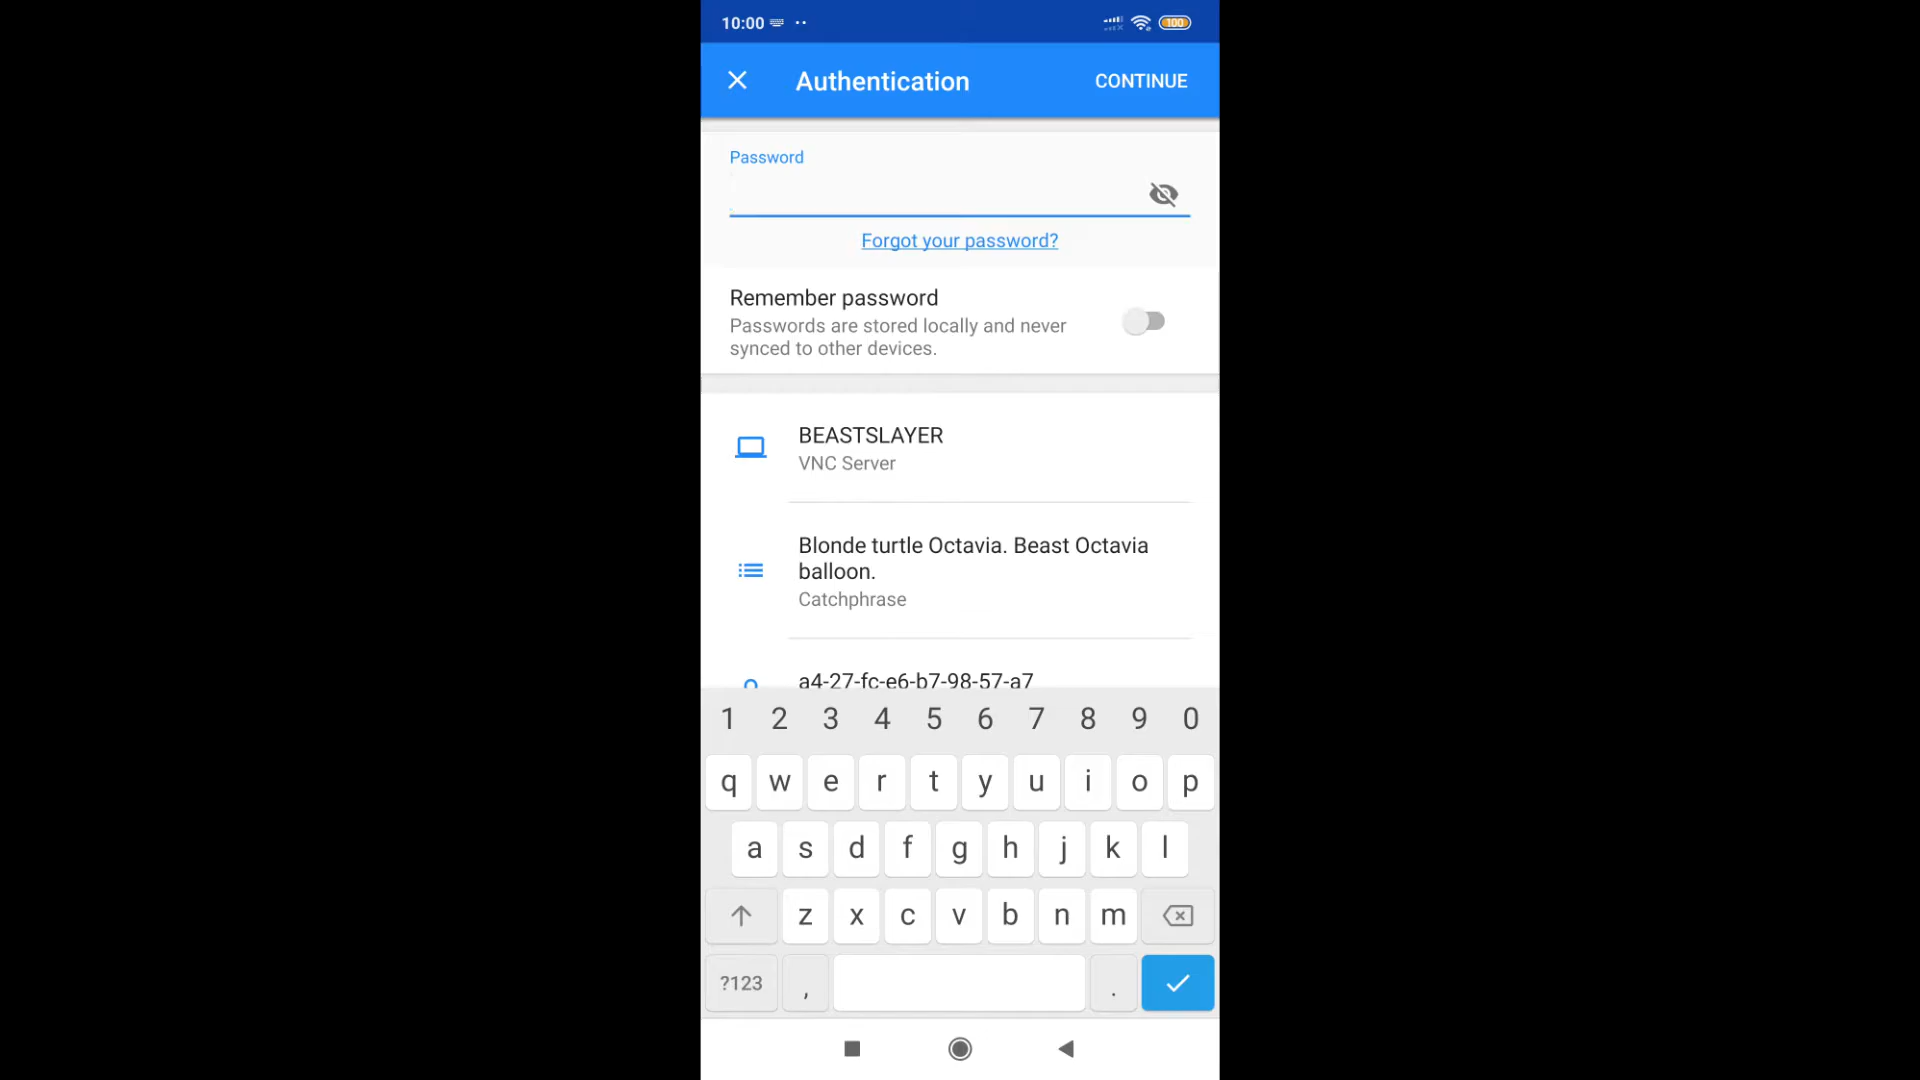 10:00
100
Authentication
CONTINUE
Password
Forgot your password?
Remember password
Passwords are stored locally and never
synced to other devices.
BEASTSLAYER
VNC Server
Blonde turtle Octavia. Beast Octavia
balloon.
Catchphrase
a4-27-fc-e6-b7-98-57-a7
1 2 3 4 5 6 7 8 9 0
q w e r t y u i o p
a s d f g h j k l
z x c v b n m
?123 , .